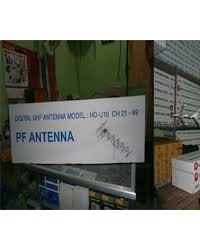 DIGITAL UHF ANTENNA MODEL : HD-U16 CH 21 - 69
PF ANTENNA